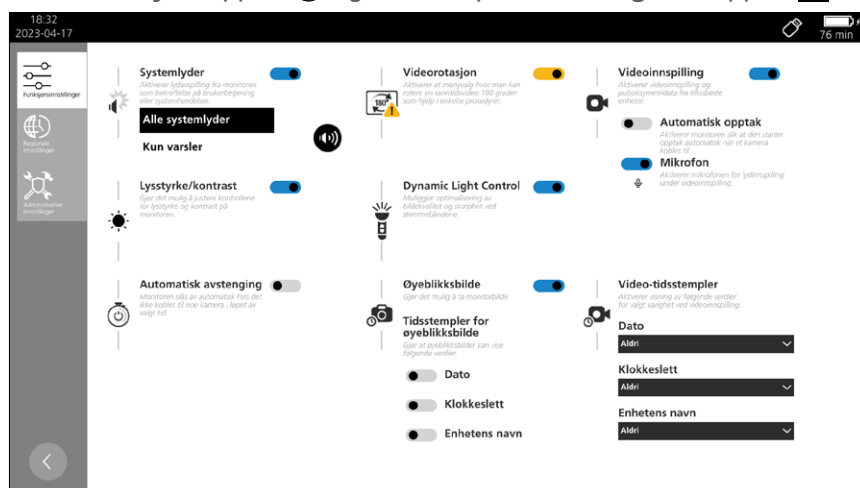 18:32
2023-04-17
76 min
Funksjonsinnstillinger
Regionale
innstillinger
Administrative
innstillinger
Systemlyder
Aktiverer lydavspilling fra monitoren
som bekreftelse på brukerbetjening
eller systemhendelser.
Alle systemlyder
Kun varsler
Lysstyrke/kontrast
Gjør det mulig å justere kontrollene
for lysstyrke og kontrast på
monitoren.
Automatisk avstenging
Monitoren slås av automatisk hvis det
ikke kobles til noe kamera i løpet av
valgt tid.
Videorotasjon
Aktiverer et menyvalg hvor man kan
rotere en sanntidsvideo 180 grader
som hjelp i enkelte prosedyrer.
180°
Dynamic Light Control
Muliggjør optimalisering av
bildekvalitet og skarphet ved
stemmebåndene.
Øyeblikksbilde
Gjør det mulig å ta monitorbilde.
Tidsstempler for
øyeblikksbilde
Gjør at øyeblikksbilder kan vise
følgende verdier.
Dato
Klokkeslett
Enhetens navn
Videoinnspilling
Aktiverer videoinnspilling og
pulsoksymetridata fra tilkoblede
enheter.
Automatisk opptak
Aktiverer monitoren slik at den starter
opptak automatisk når et kamera
kobles til.
Mikrofon
Aktiverer mikrofonen for lydinnspilling
under videoinnspilling.
Video-tidsstempler
Aktiverer visning av følgende verdier
for valgt varighet ved videoinnspilling.
Dato
Aldri
Klokkeslett
Aldri
Enhetens navn
Aldri